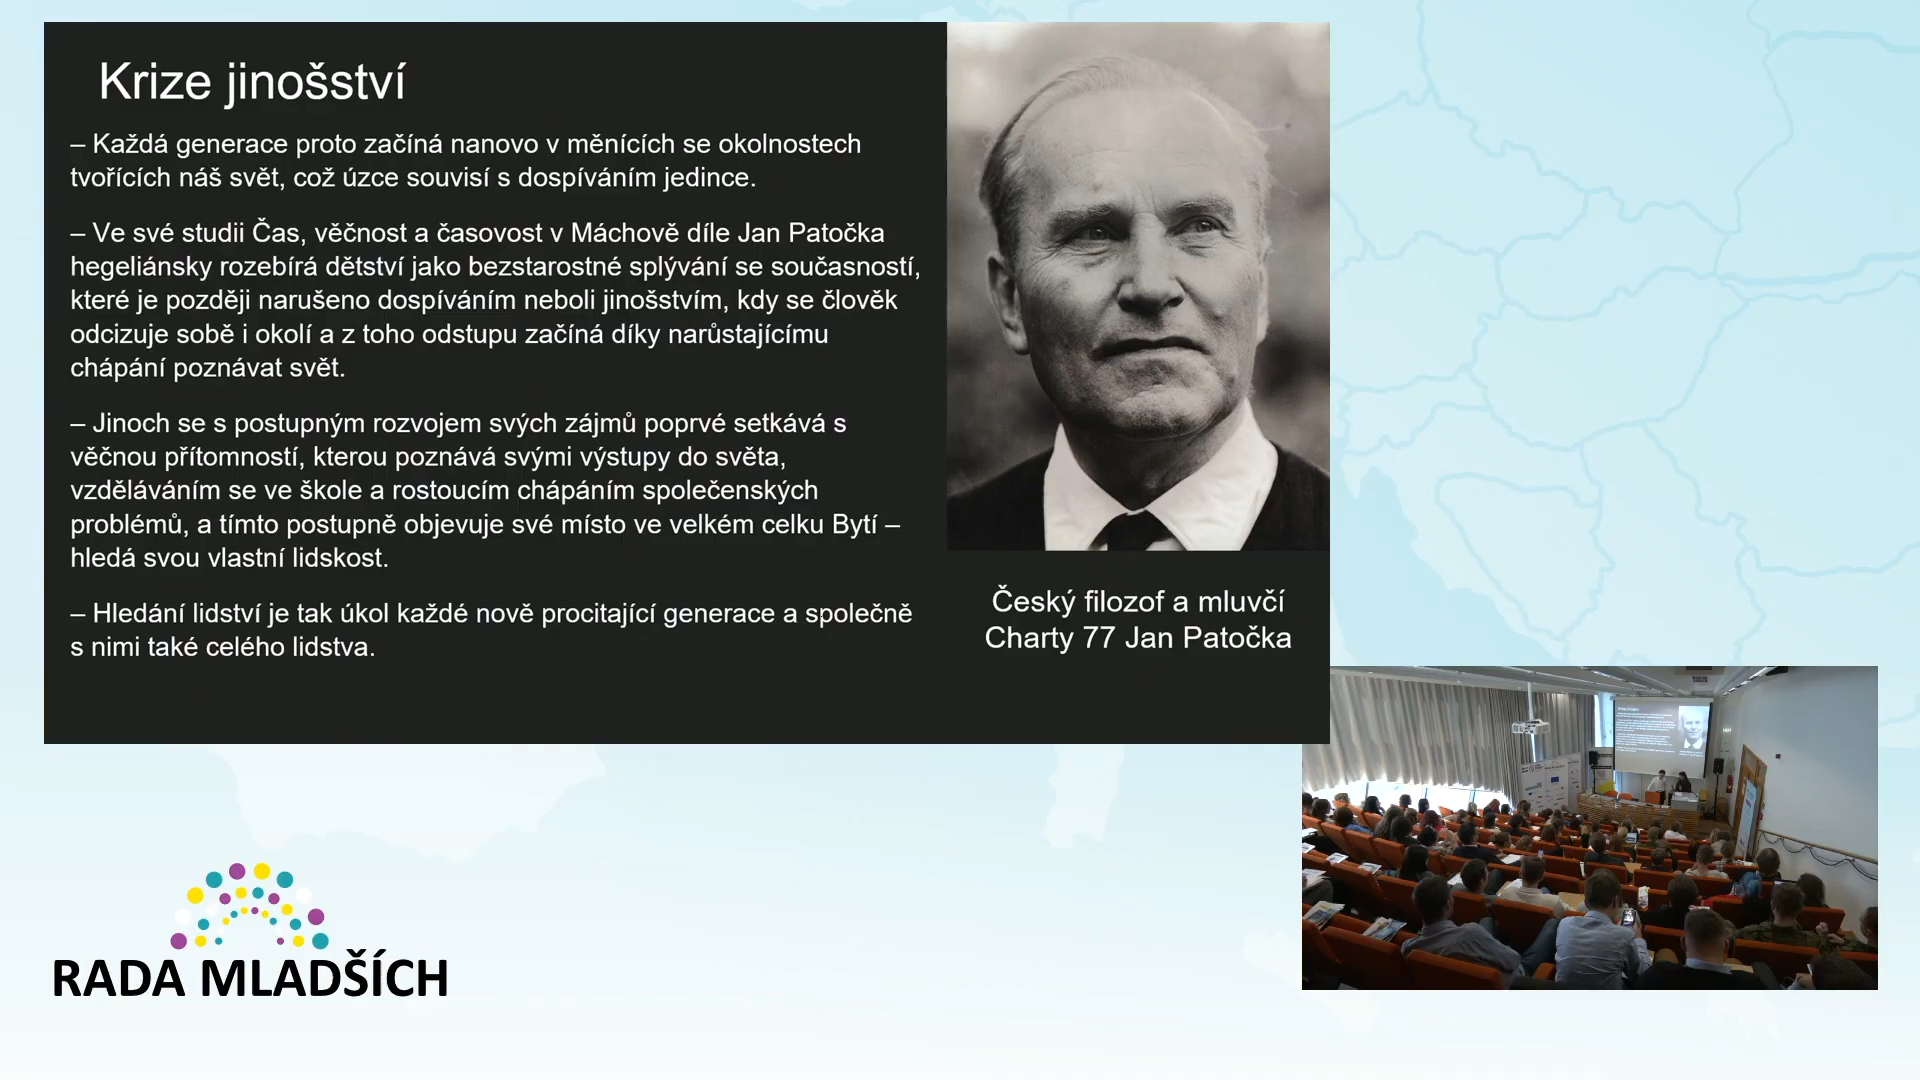 Krize jinošství
– Každá generace proto začíná nanovo v měnících se okolnostech
tvořících náš svět, což úzce souvisí s dospíváním jedince.
– Ve své studii Čas, věčnost a časovost v Máchově díle Jan Patočka
hegeliánsky rozebírá dětství jako bezstarostné splývání se současností,
které je později narušeno dospíváním neboli jinošstvím, kdy se člověk
odcizuje sobě i okolí a z toho odstupu začíná díky narůstajícímu
chápání poznávat svět.
– Jinoch se s postupným rozvojem svých zájmů poprvé setkává s
věčnou přítomností, kterou poznává svými výstupy do světa,
vzděláváním se ve škole a rostoucím chápáním společenských
problémů, a tímto postupně objevuje své místo ve velkém celku Bytí –
hledá svou vlastní lidskost.
– Hledání lidství je tak úkol každé nově procitající generace a společně
s nimi také celého lidstva.
Český filozof a mluvčí
Charty 77 Jan Patočka
RADA MLADŠÍCH